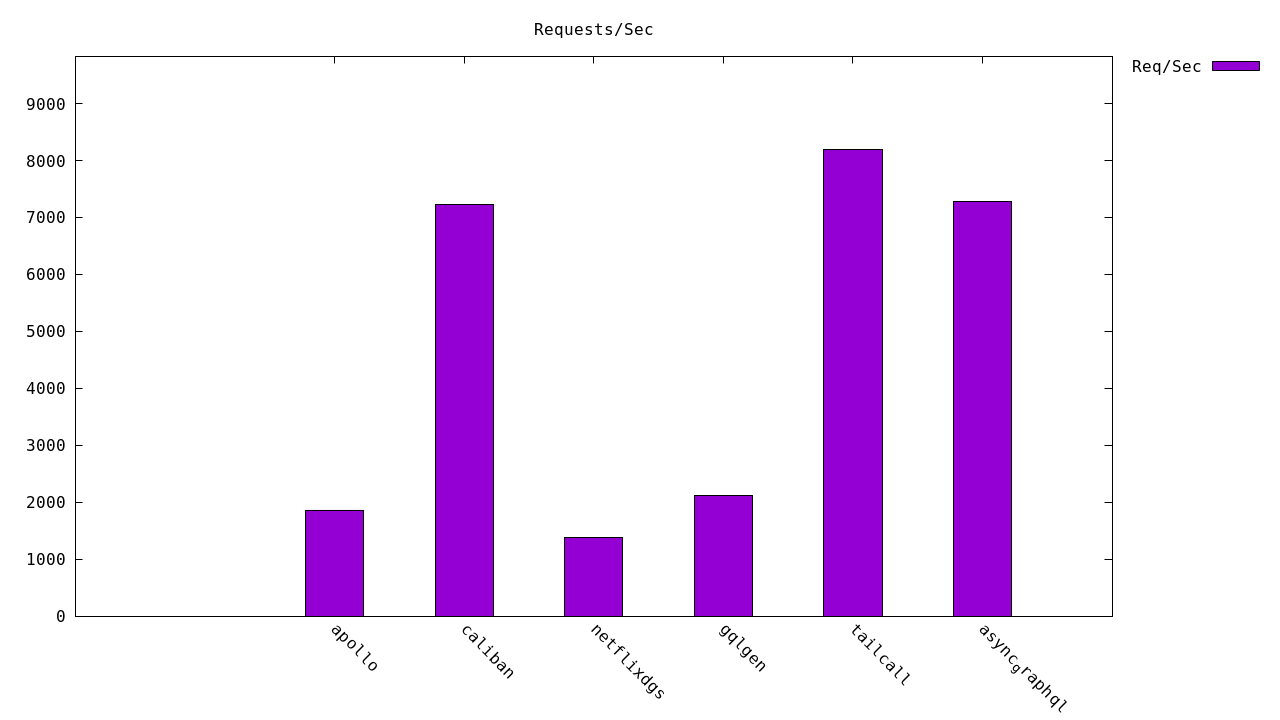 Requests/Sec
Req/Sec
9000
8000
7000
6000
5000
4000
3000
2000
1000
0
apollo
caliban
netflixdgs
gqlgen
tailcall
async_graphql